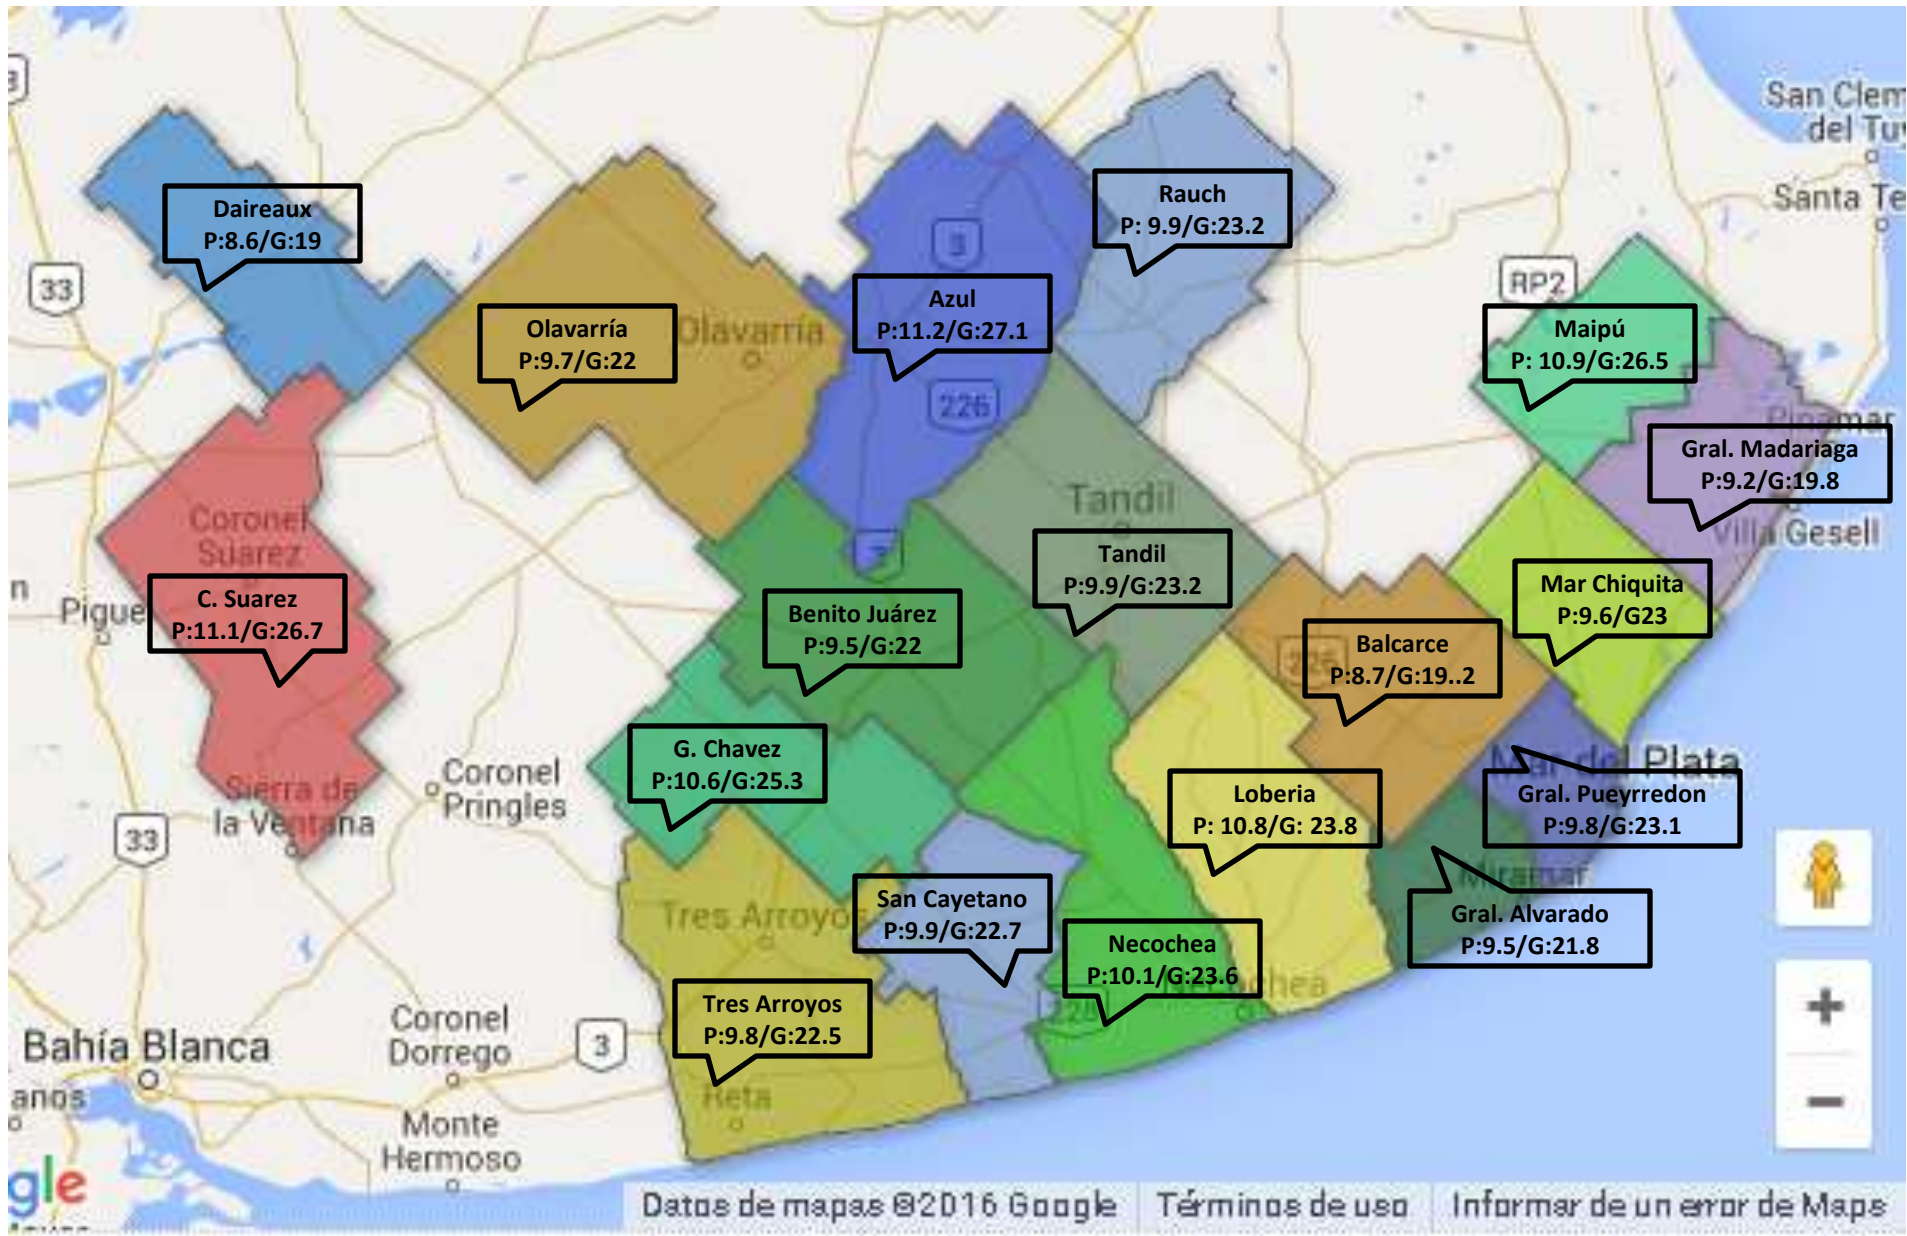 San Clem
del Tuy
Santa Te
33
Daireaux
P:8.6/G:19
Rauch
P: 9.9/G:23.2
3
RP2
Azul
P:11.2/G:27.1
226
Olavarría
Olavarría
P:9.7/G:22
Maipú
P: 10.9/G:26.5
Pinamar
Gral. Madariaga
P:9.2/G:19.8
Villa Gesell
Coronel
Suarez
C. Suarez
P:11.1/G:26.7
Pigue
Tandil
Tandil
P:9.9/G:23.2
Mar Chiquita
P:9.6/G23
Benito Juárez
P:9.5/G:22
3
226
Balcarce
P:8.7/G:19..2
G. Chavez
P:10.6/G:25.3
Coronel
Pringles
Sierra de
la Ventana
33
Loberia
P: 10.8/G: 23.8
Mar del Plata
Gral. Pueyrredon
P:9.8/G:23.1
Miramar
Gral. Alvarado
P:9.5/G:21.8
Tres Arroyos
San Cayetano
P:9.9/G:22.7
Necochea
P:10.1/G:23.6
228
Tres Arroyos
P:9.8/G:22.5
Reta
Bahía Blanca
anos
Coronel
Dorrego
3
Monte
Hermoso
+
−
gle
Datos de mapas ©2016 Google
Términos de uso
Informar de un error de Maps